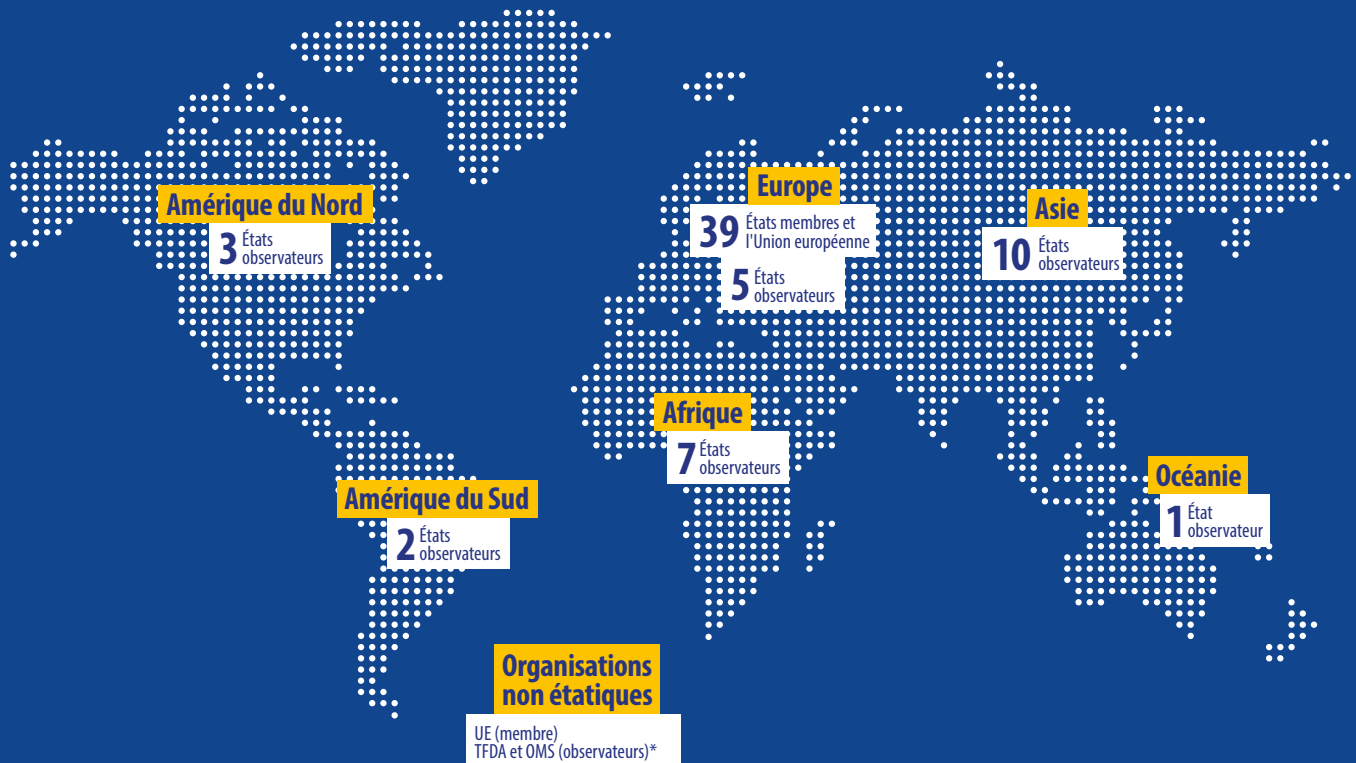 Amérique du Nord
3 États
observateurs
Europe
39 États membres et
l'Union européenne
5 États
observateurs
Asie
10 États
observateurs
Afrique
7 États
observateurs
Amérique du Sud
2 États
observateurs
Océanie
1 État
observateur
Organisations
non étatiques
UE (membre)
TFDA et OMS (observateurs)*